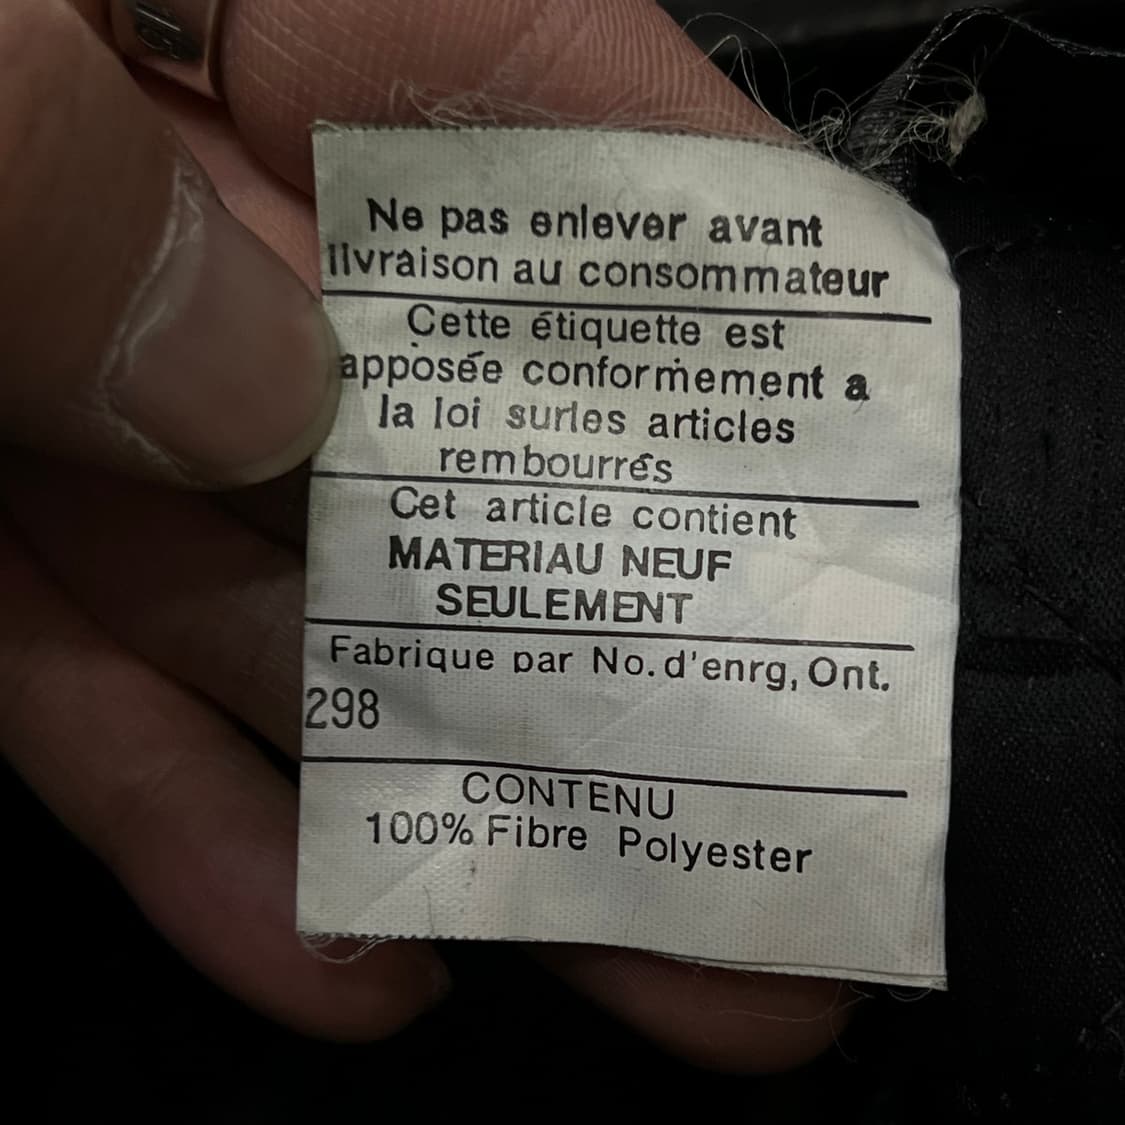 Ne pas enlever avant
livraison au consommateur
Cette étiquette est
apposée conformement a
la loi surles articles
rembourrés
Cet article contient
MATERIAU NEUF
SEULEMENT
Fabrique par No. d'enrg, Ont.
298
CONTENU
100% Fibre Polyester